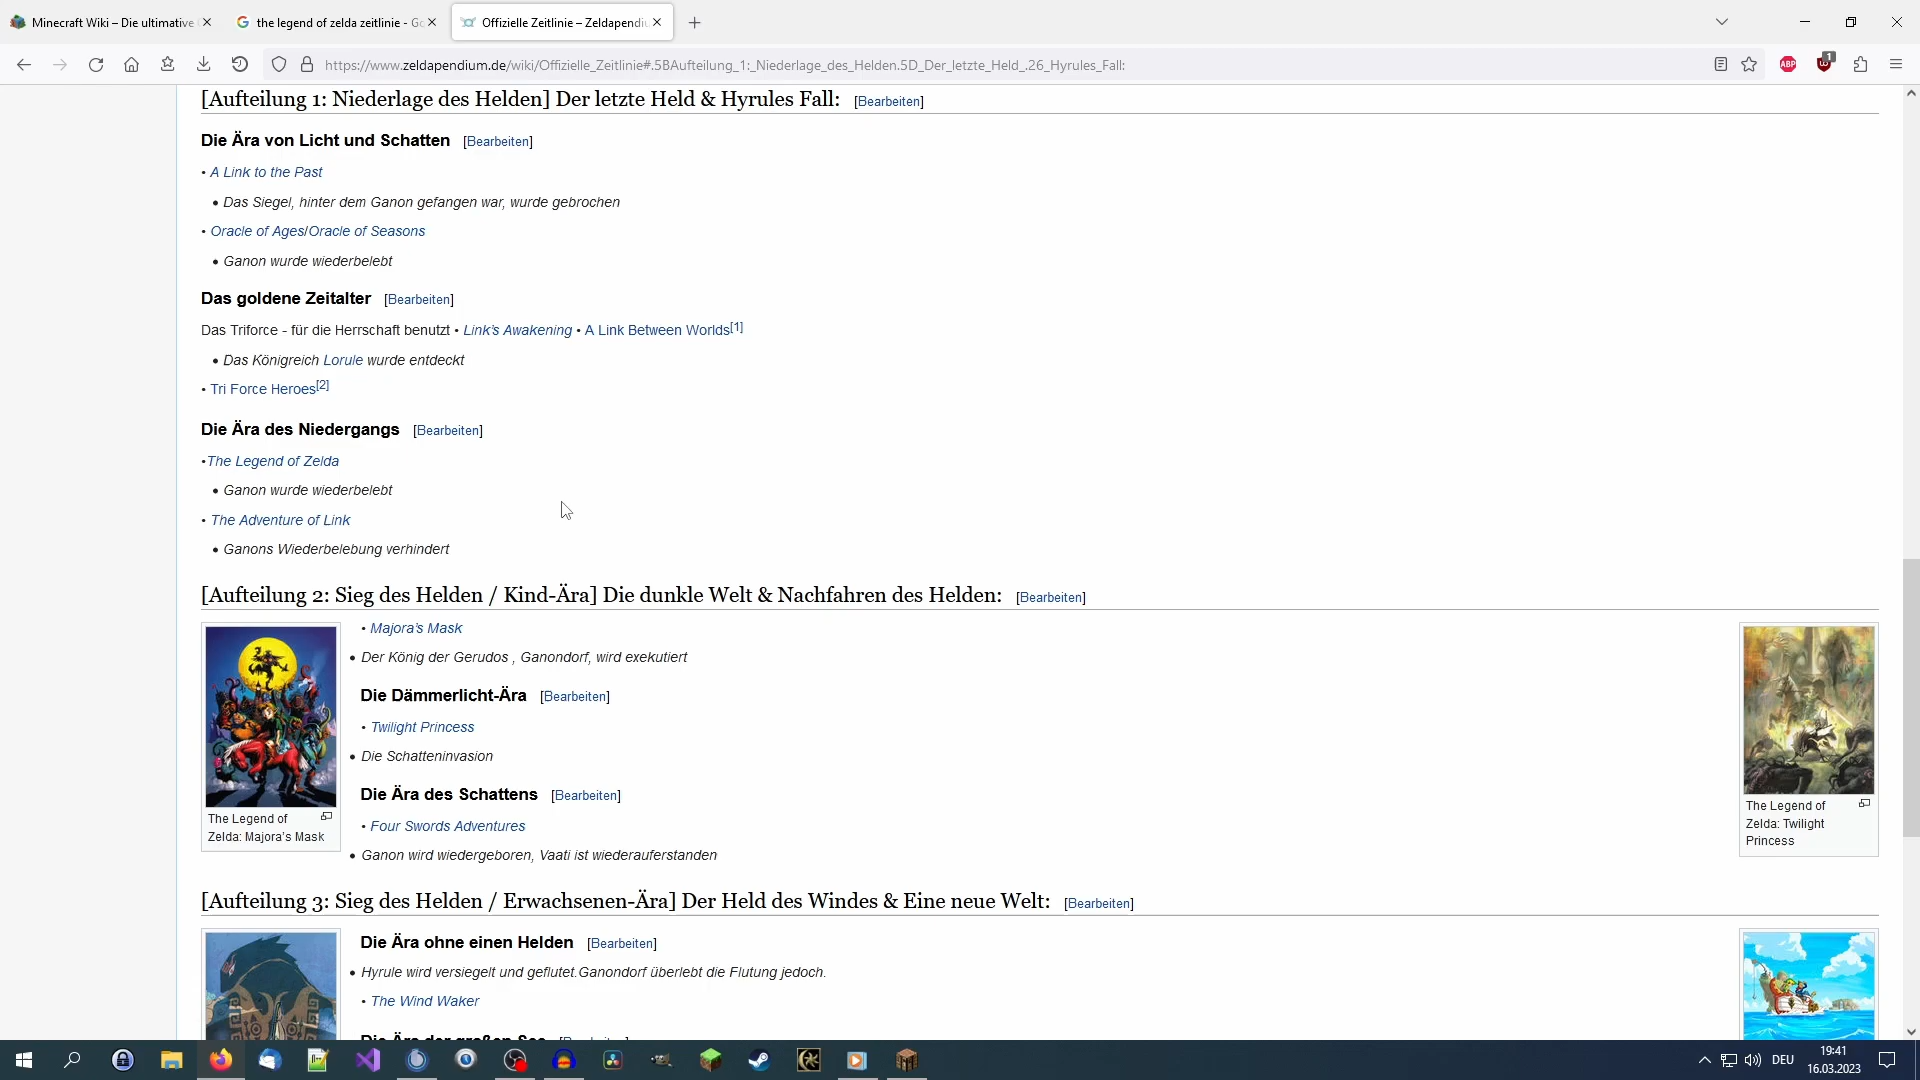 Minecraft Wiki – Die ultimative
the legend of zelda zeitlinie - Go
Offizielle Zeitlinie – Zeldapendiu
https://www.zeldapendium.de/wiki/Offizielle_Zeitlinie#.5BAufteilung_1:_Niederlage_des_Helden.5D_Der_letzte_Held_.26_Hyrules_Fall:
ABP
1
[Aufteilung 1: Niederlage des Helden] Der letzte Held & Hyrules Fall: [Bearbeiten]
Die Ära von Licht und Schatten [Bearbeiten]
• A Link to the Past
• Das Siegel, hinter dem Ganon gefangen war, wurde gebrochen
• Oracle of Ages/Oracle of Seasons
• Ganon wurde wiederbelebt
Das goldene Zeitalter [Bearbeiten]
Das Triforce - für die Herrschaft benutzt • Link's Awakening • A Link Between Worlds[1]
• Das Königreich Lorule wurde entdeckt
• Tri Force Heroes[2]
Die Ära des Niedergangs [Bearbeiten]
•The Legend of Zelda
• Ganon wurde wiederbelebt
• The Adventure of Link
• Ganons Wiederbelebung verhindert
[Aufteilung 2: Sieg des Helden / Kind-Ära] Die dunkle Welt & Nachfahren des Helden: [Bearbeiten]
• Majora's Mask
• Der König der Gerudos , Ganondorf, wird exekutiert
Die Dämmerlicht-Ära [Bearbeiten]
• Twilight Princess
• Die Schatteninvasion
Die Ära des Schattens [Bearbeiten]
• Four Swords Adventures
• Ganon wird wiedergeboren, Vaati ist wiederauferstanden
The Legend of
Zelda: Majora's Mask
The Legend of
Zelda: Twilight
Princess
[Aufteilung 3: Sieg des Helden / Erwachsenen-Ära] Der Held des Windes & Eine neue Welt: [Bearbeiten]
Die Ära ohne einen Helden [Bearbeiten]
• Hyrule wird versiegelt und geflutet.Ganondorf überlebt die Flutung jedoch.
• The Wind Waker
Die Ära der großen See [Bearbeiten]
DEU
19:41
16.03.2023